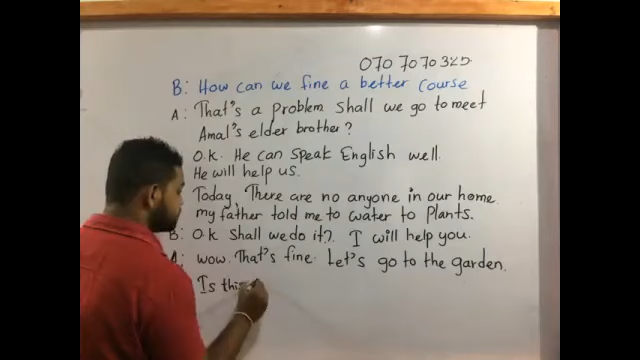 070 7070 325
B: How can we fine a better course
A: That's a problem shall we go to meet
Amal's elder brother?
O.K. He can speak English well.
He will help us.
Today, There are no anyone in our home.
my father told me to water to Plants.
B: O.K shall we do it?. I will help you.
A: wow. That's fine. Let's go to the garden.
Is this